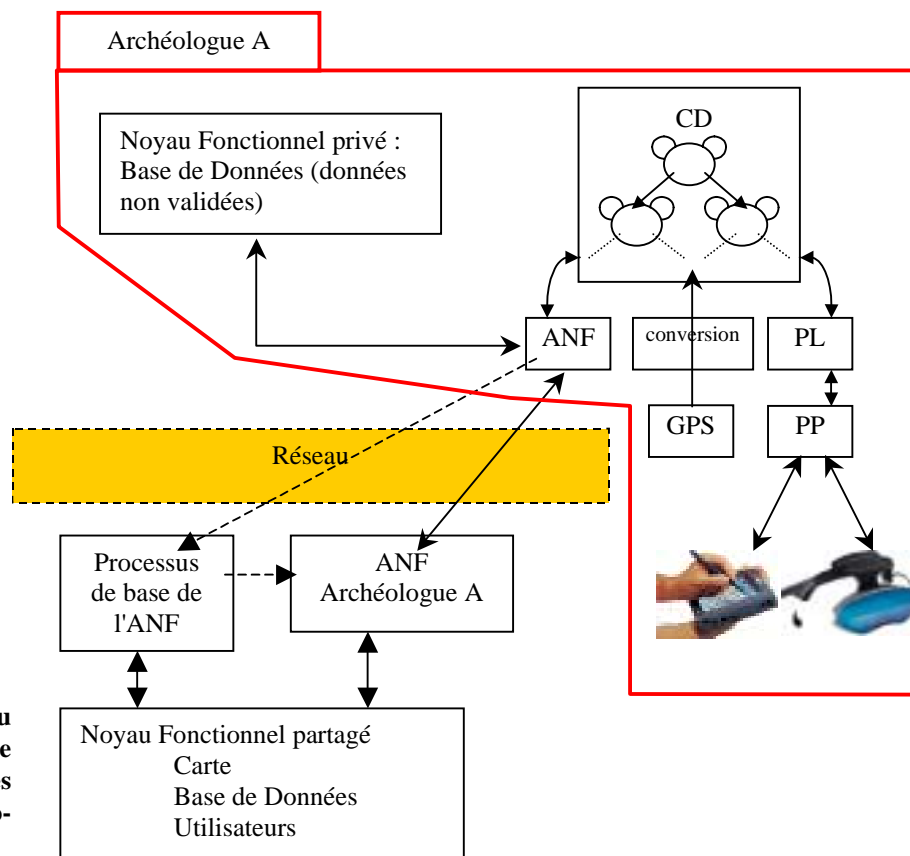 Archéologue A
Noyau Fonctionnel privé :
Base de Données (données
non validées)
CD
ANF
conversion
PL
GPS
PP
Réseau
Processus
de base de
l'ANF
ANF
Archéologue A
Noyau Fonctionnel partagé
Carte
Base de Données
Utilisateurs
u
e
es
o-